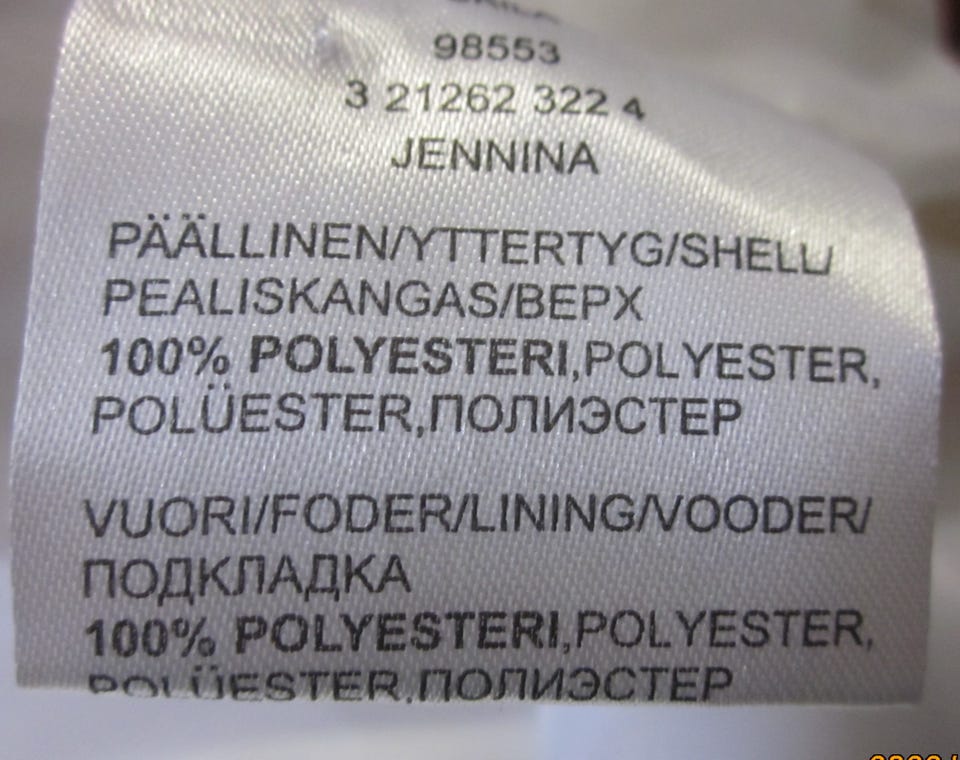 98553
3 21262 322 4
JENNINA
PÄÄLLINEN/YTTERTYG/SHELL/
PEALISKANGAS/ВЕРХ
100% POLYESTERI,POLYESTER,
POLÜESTER,ПОЛИЭСТЕР
VUORI/FODER/LINING/VOODER/
ПОДКЛАДКА
100% POLYESTERI,POLYESTER,
POLÜESTER,ПОЛИЭСТЕР